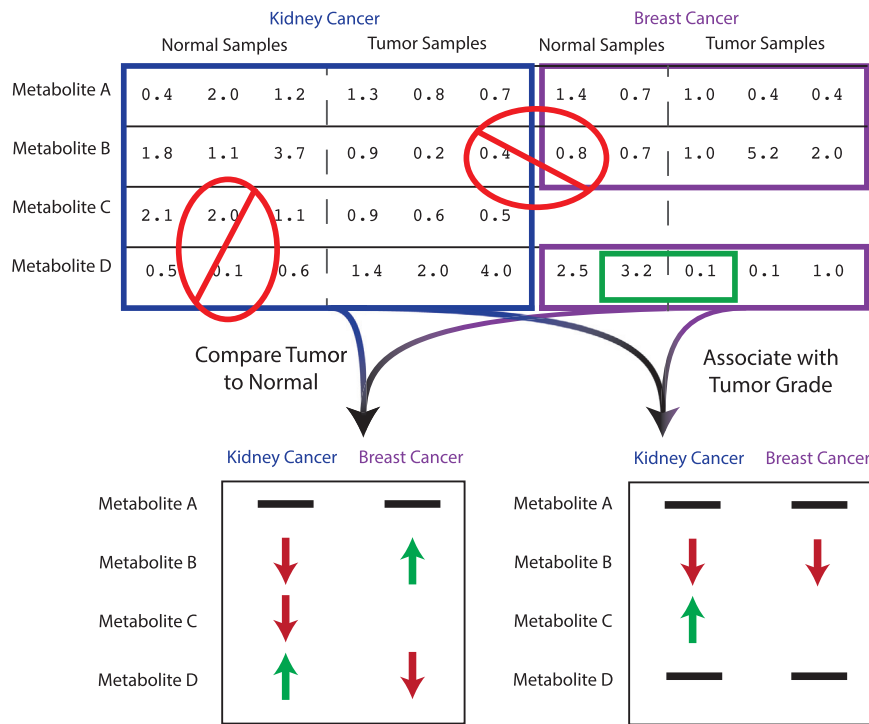 Kidney Cancer Breast Cancer
Normal Samples Tumor Samples Normal Samples Tumor Samples
Metabolite A 0.4 2.0 1.2 1.3 0.8 0.7 1.4 0.7 1.0 0.4 0.4
Metabolite B 1.8 1.1 3.7 0.9 0.2 0.4 0.8 0.7 1.0 5.2 2.0
Metabolite C 2.1 2.0 1.1 0.9 0.6 0.5
Metabolite D 0.5 0.1 0.6 1.4 2.0 4.0 2.5 3.2 0.1 0.1 1.0
Compare Tumor
to Normal
Associate with
Tumor Grade
Kidney Cancer Breast Cancer
Metabolite A
Metabolite B
Metabolite C
Metabolite D
Kidney Cancer Breast Cancer
Metabolite A
Metabolite B
Metabolite C
Metabolite D